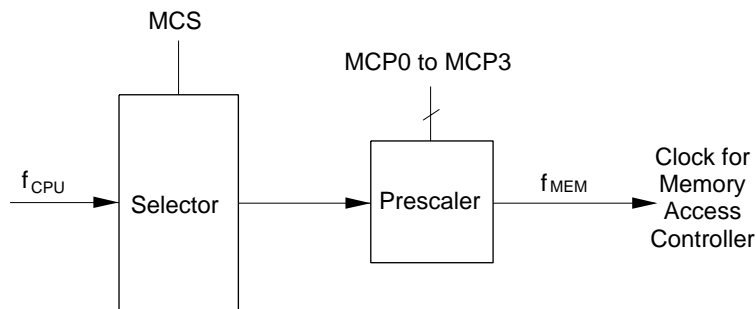 MCS
MCP0 to MCP3
fCPU
Selector
Prescaler
fMEM
Clock for
Memory
Access
Controller